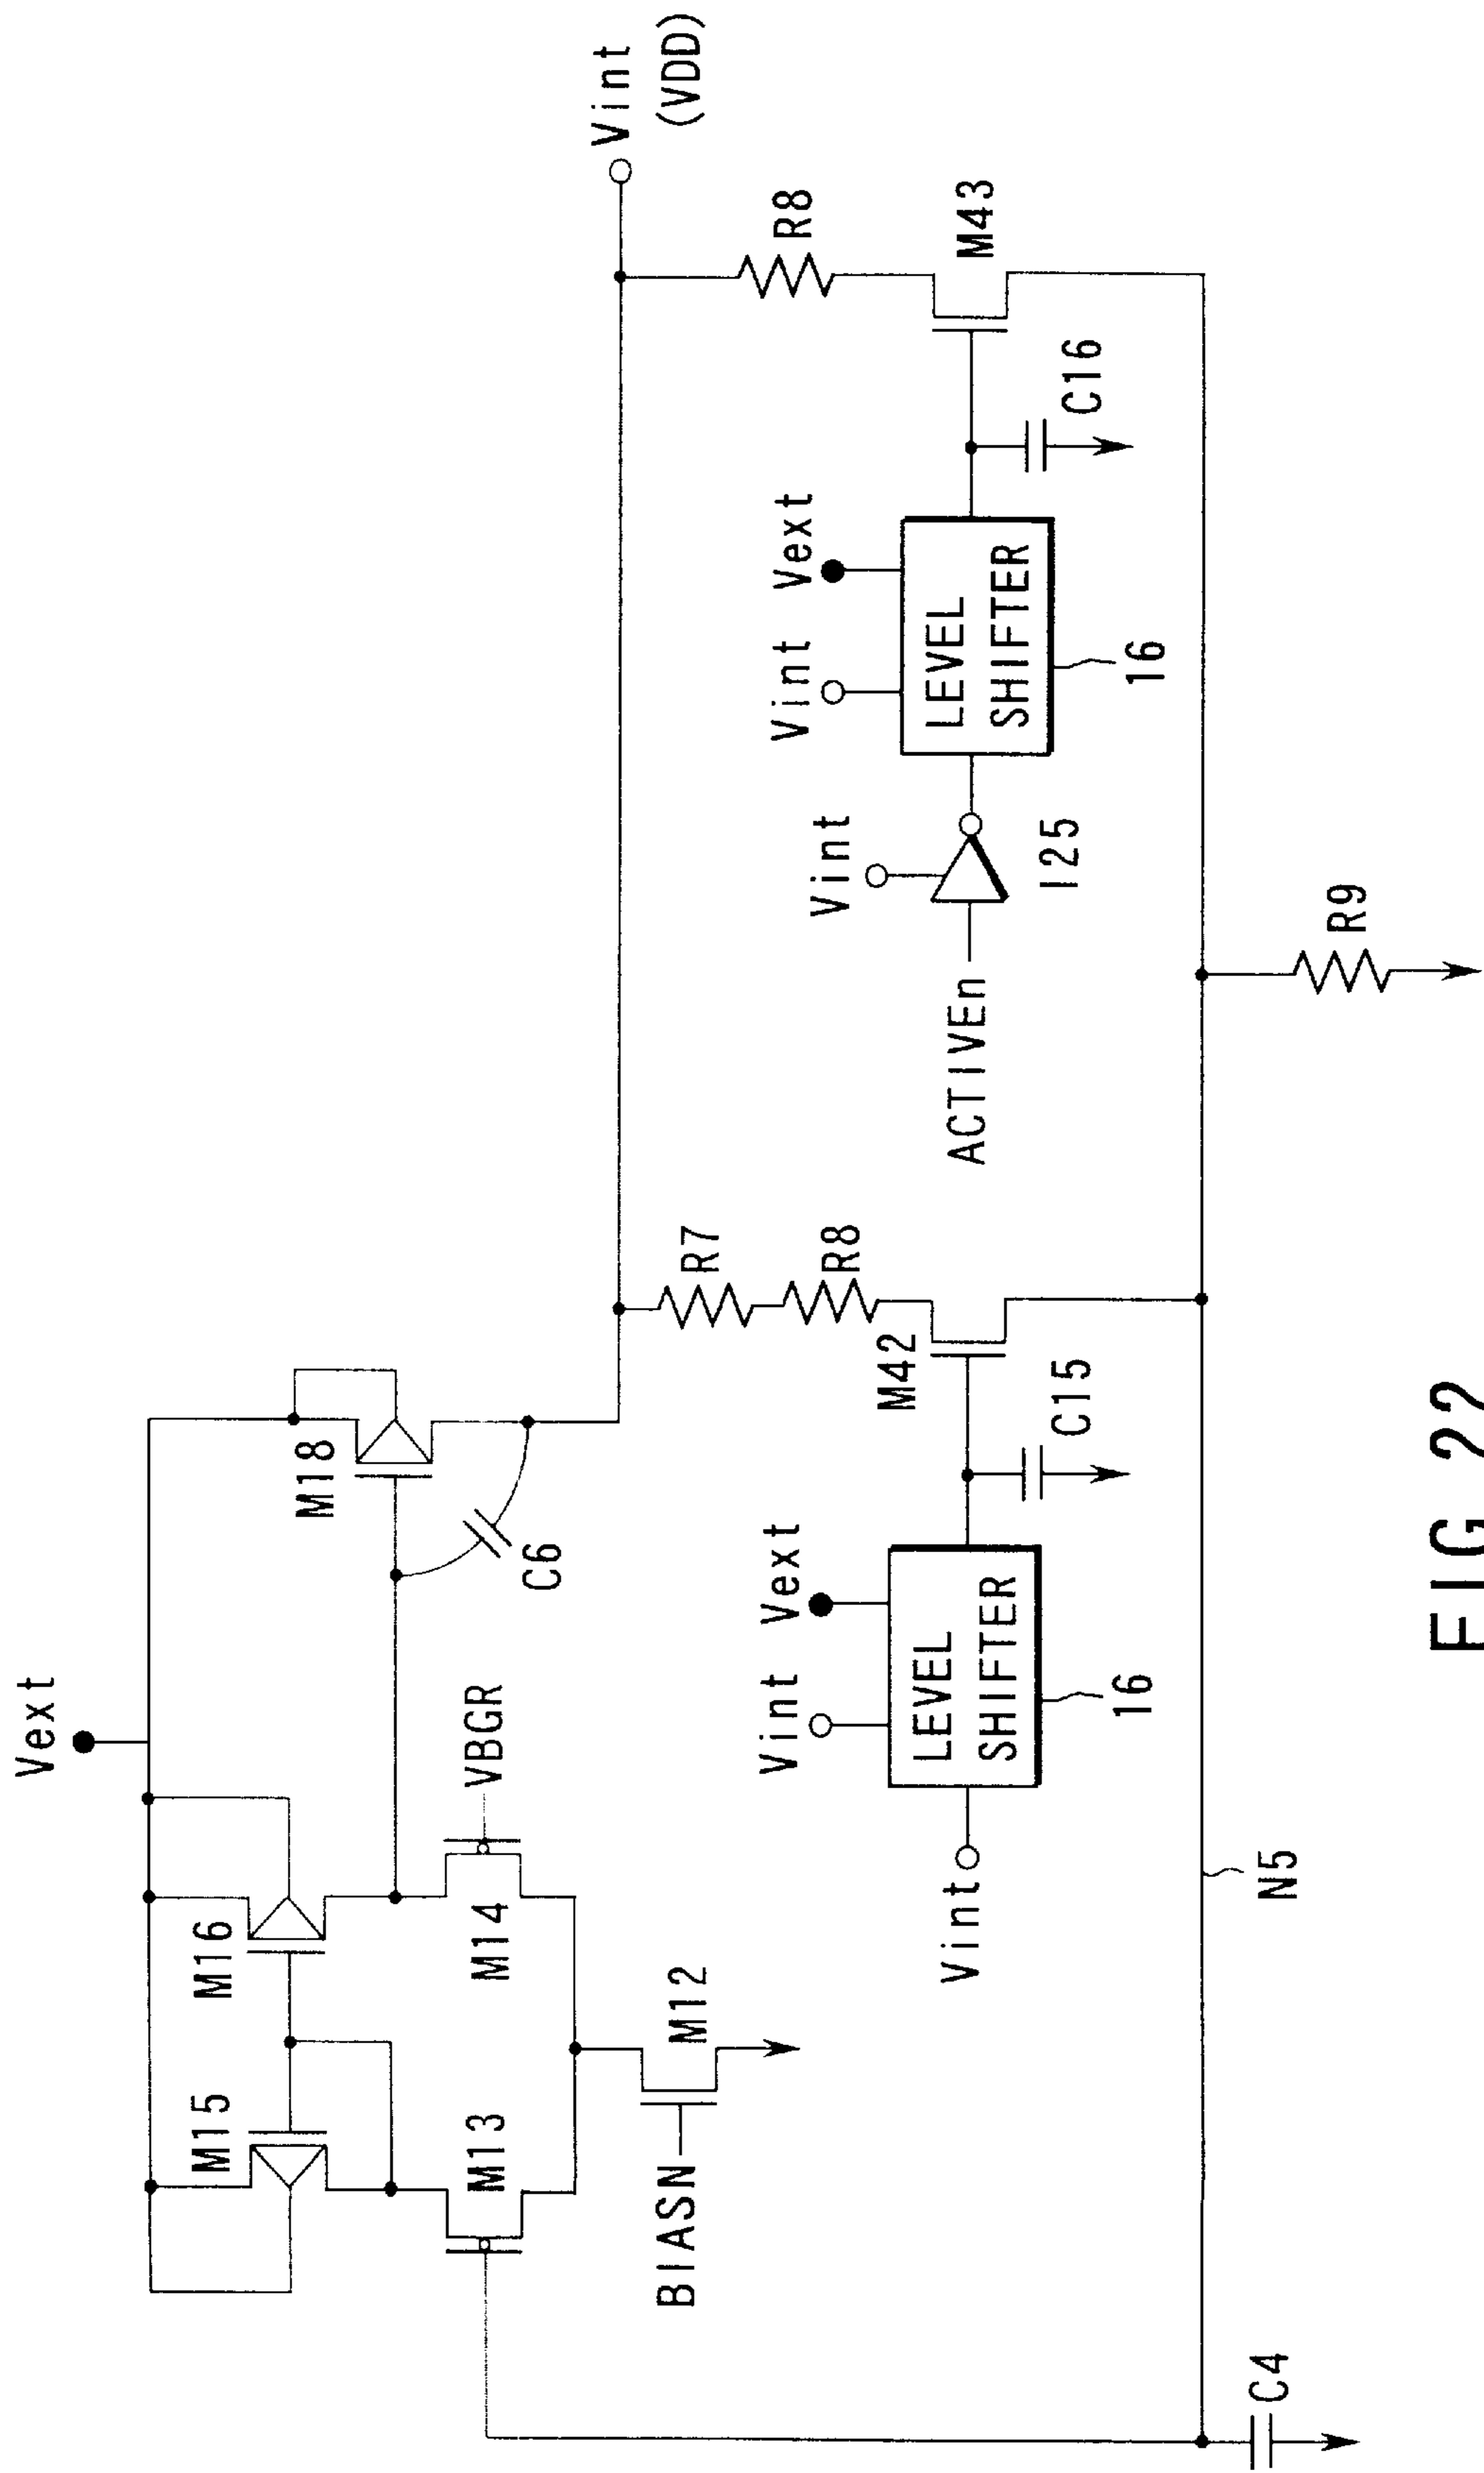 Vext
M15
M16
M18
M13
M14
VBGR
C6
BIASN
M12
Vint
(VDD)
R7
R8
R8
Vint
Vint
Vext
LEVEL
SHIFTER
16
M42
C15
ACTIVEn
Vint
I25
Vint
Vext
LEVEL
SHIFTER
16
C16
M43
N5
R9
C4
FIG 22